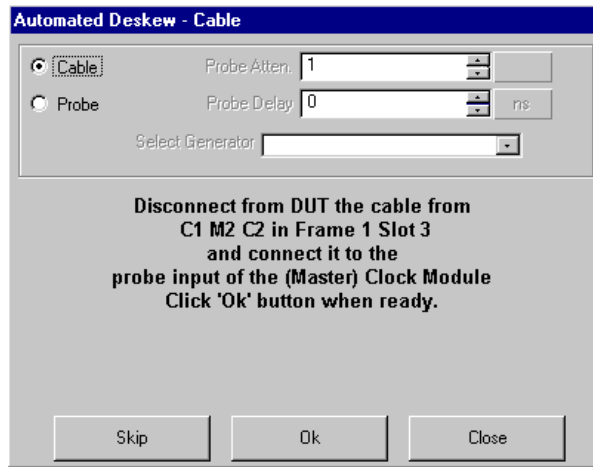 Automated Deskew - Cable
Cable Probe Atten. 1
Probe Probe Delay 0 ns
Select Generator
Disconnect from DUT the cable from
C1 M2 C2 in Frame 1 Slot 3
and connect it to the
probe input of the (Master) Clock Module
Click 'Ok' button when ready.
Skip Ok Close